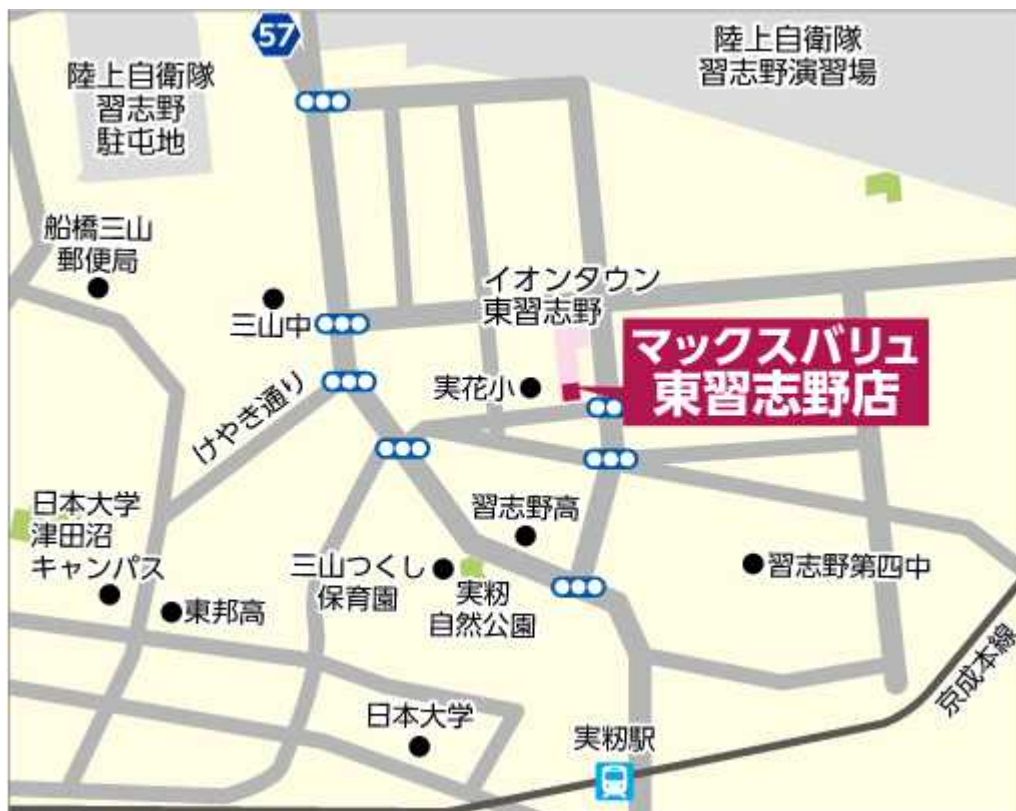 57
陸上自衛隊
習志野
駐屯地
陸上自衛隊
習志野演習場
船橋三山
郵便局
三山中
イオンタウン
東習志野
マックスバリュ
東習志野店
実花小
けやき通り
日本大学
津田沼
キャンパス
東邦高
習志野高
三山つくし
保育園
実籾
自然公園
習志野第四中
日本大学
実籾駅
京成本線